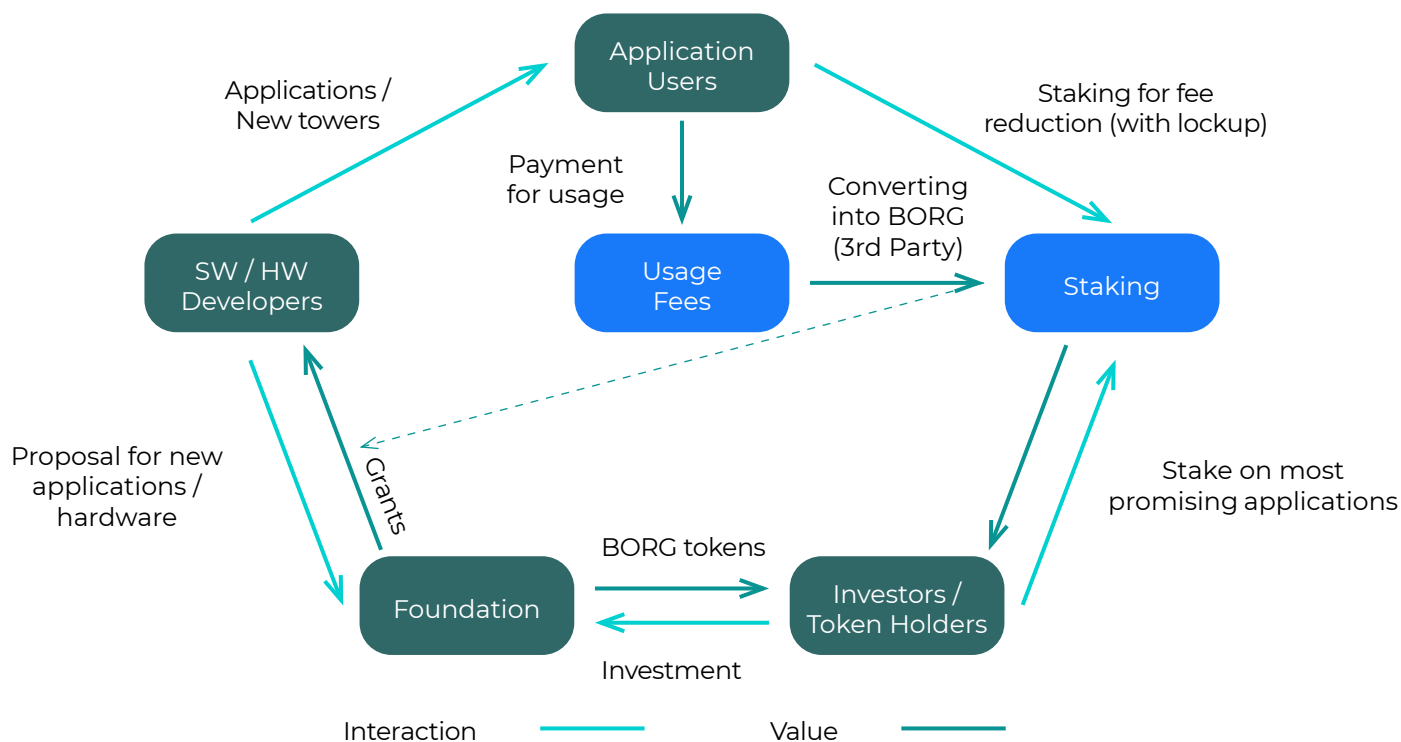 Application
Users
Applications /
New towers
Staking for fee
reduction (with lockup)
Payment
for usage
Converting
into BORG
(3rd Party)
SW / HW
Developers
Usage
Fees
Staking
Proposal for new
applications /
hardware
Grants
Stake on most
promising applications
BORG tokens
Foundation
Investors /
Token Holders
Investment
Interaction
Value